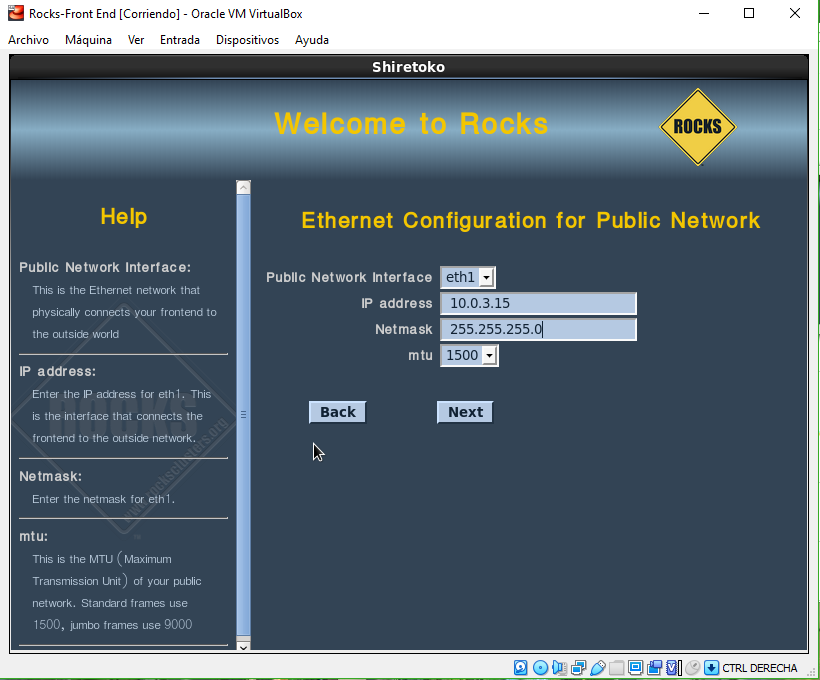 Rocks-Front End [Corriendo] - Oracle VM VirtualBox
Archivo Máquina Ver Entrada Dispositivos Ayuda
Shiretoko
Welcome to Rocks
ROCKS
Help
Public Network Interface:
This is the Ethernet network that
physically connects your frontend to
the outside world
IP address:
Enter the IP address for eth1. This
is the interface that connects the
frontend to the outside network.
Netmask:
Enter the netmask for eth1.
mtu:
This is the MTU (Maximum
Transmission Unit) of your public
network. Standard frames use
1500, jumbo frames use 9000
ROCKS
www.rocksclusters.org
Ethernet Configuration for Public Network
Public Network Interface eth1
IP address 10.0.3.15
Netmask 255.255.255.0
mtu 1500
Back Next
CTRL DERECHA